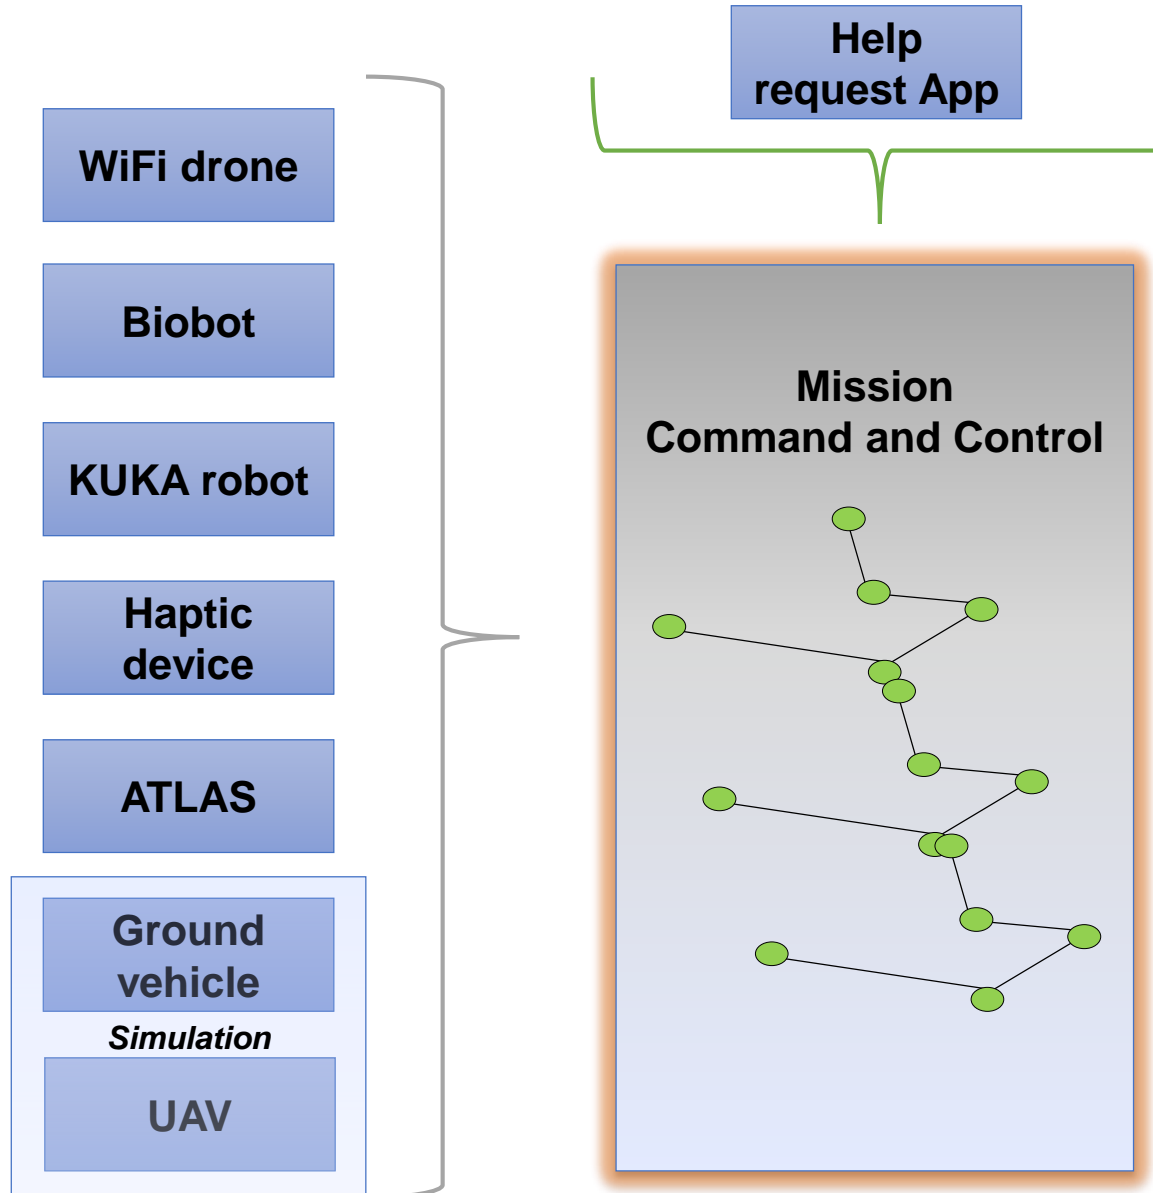 Help
request App
WiFi drone
Biobot
KUKA robot
Haptic
device
ATLAS
Ground
vehicle
Simulation
UAV
Mission
Command and Control